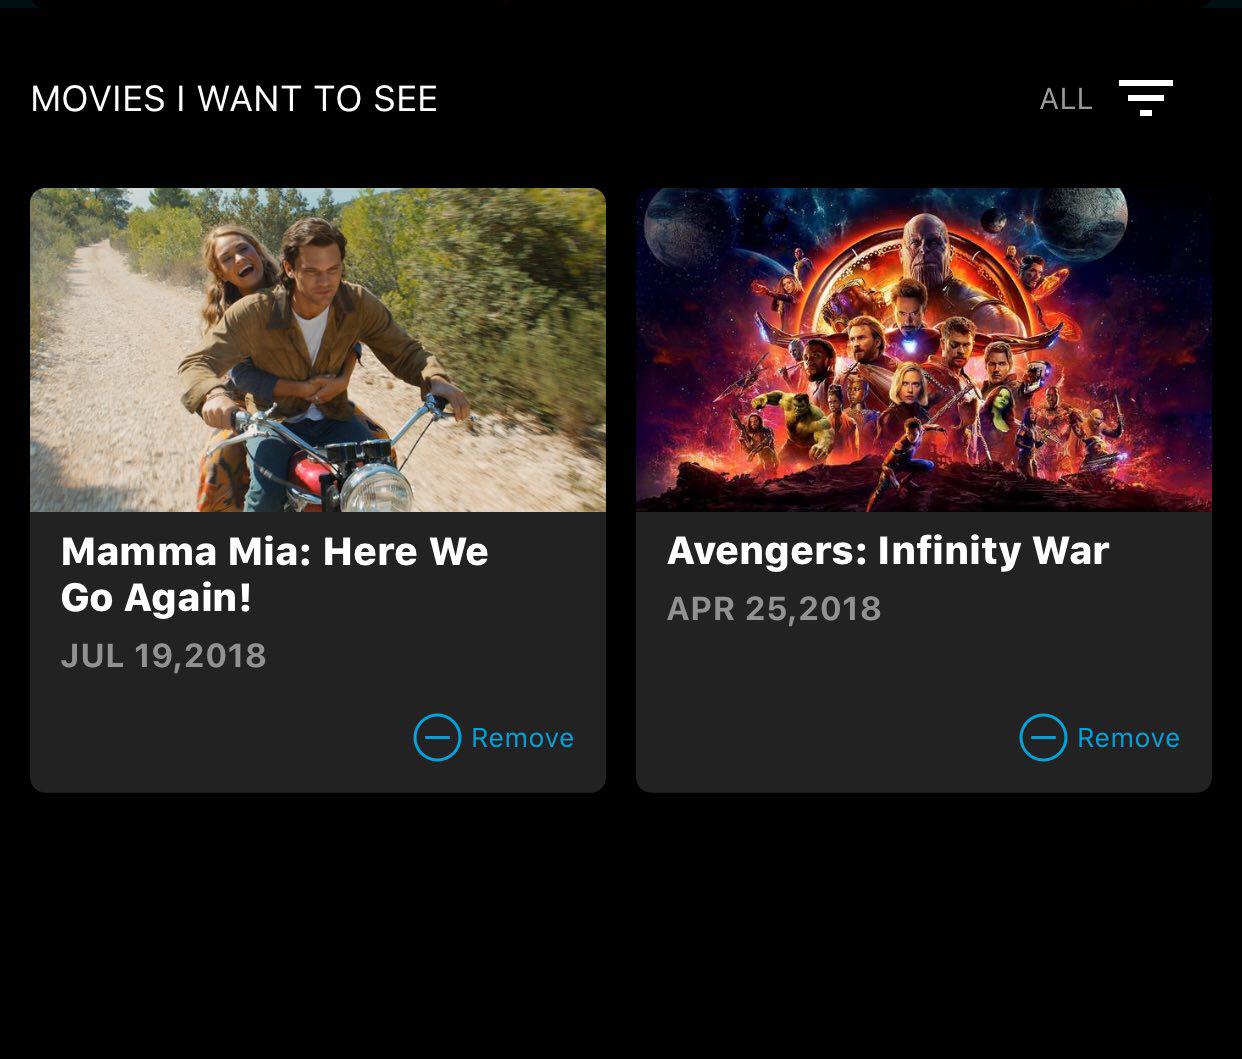 MOVIES I WANT TO SEE
ALL
Mamma Mia: Here We
Go Again!
JUL 19,2018
Remove
Avengers: Infinity War
APR 25,2018
Remove